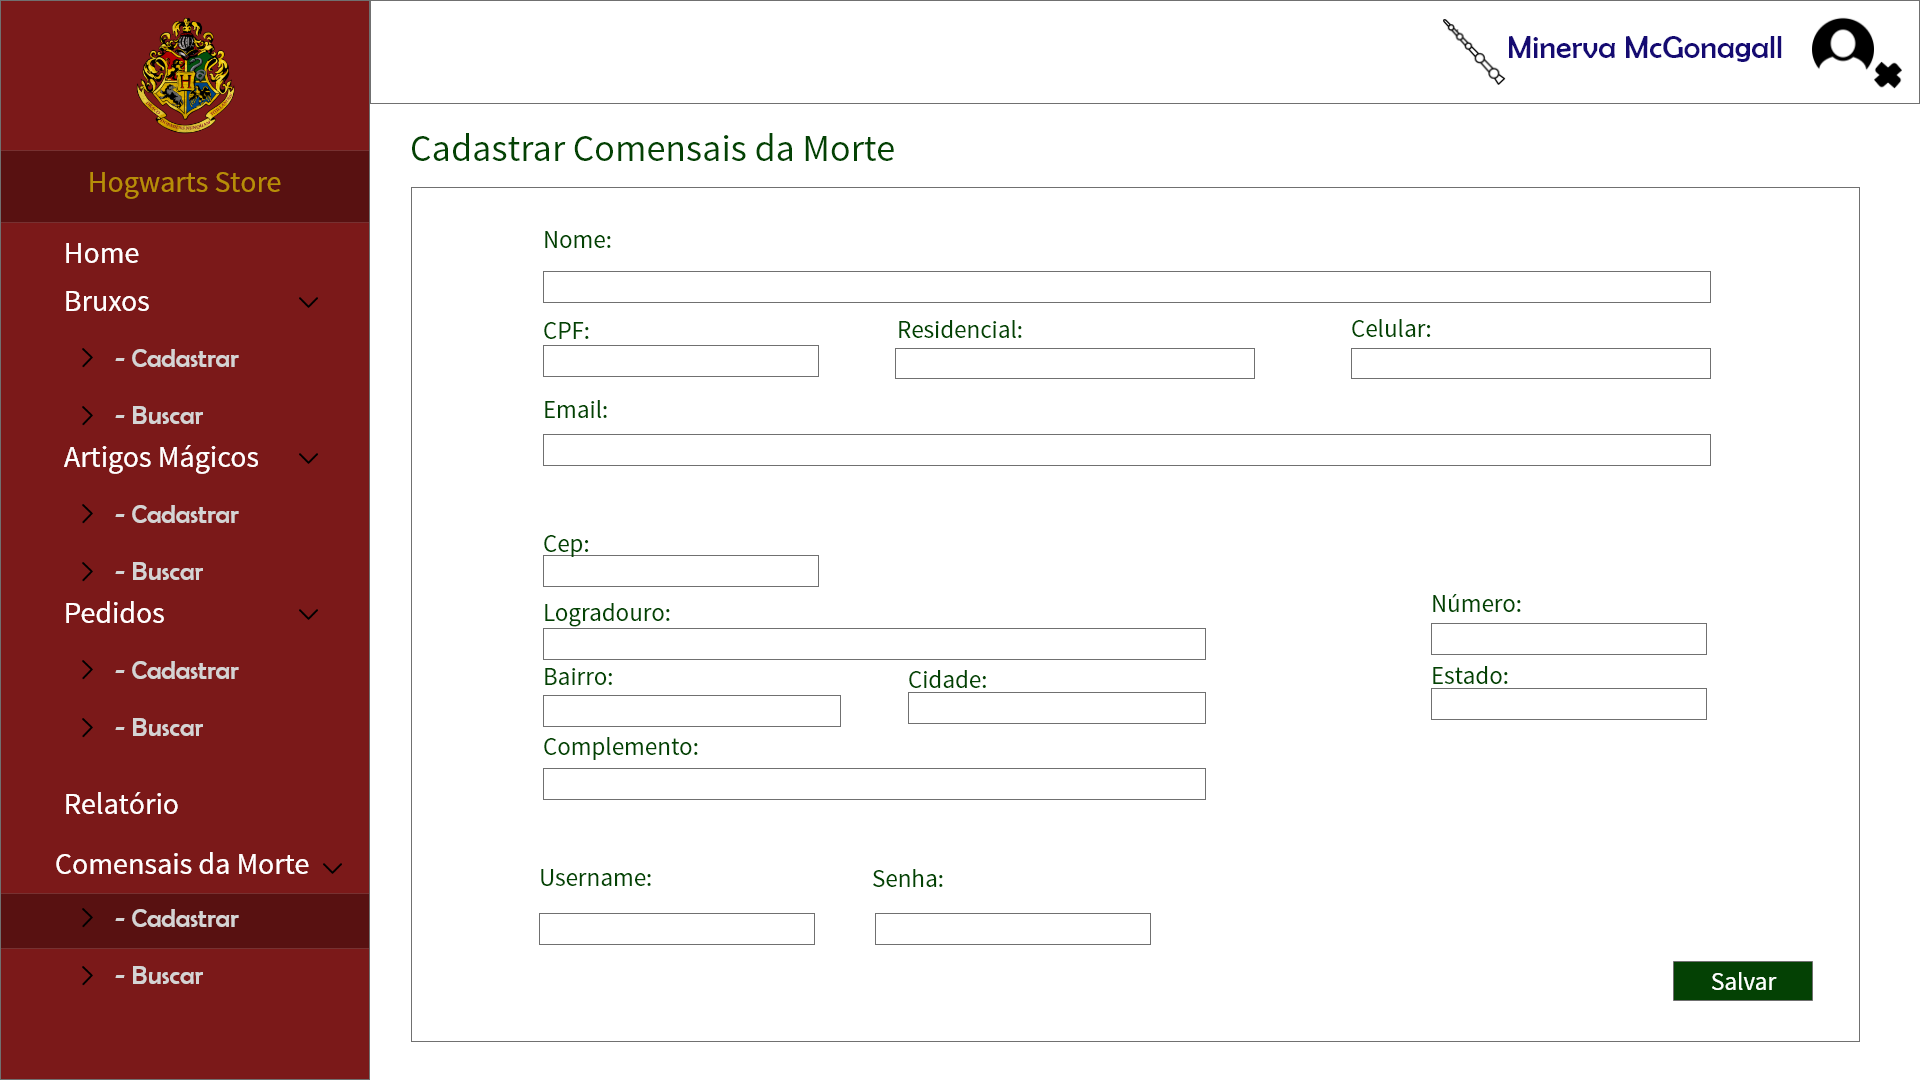 Minerva McGonagall
Hogwarts Store
Home
Bruxos
- Cadastrar
- Buscar
Artigos Mágicos
- Cadastrar
- Buscar
Pedidos
- Cadastrar
- Buscar
Relatório
Comensais da Morte
- Cadastrar
- Buscar
Cadastrar Comensais da Morte
Nome:
CPF: Residencial: Celular:
Email:
Cep:
Logradouro: Número:
Bairro: Cidade: Estado:
Complemento:
Username: Senha:
Salvar